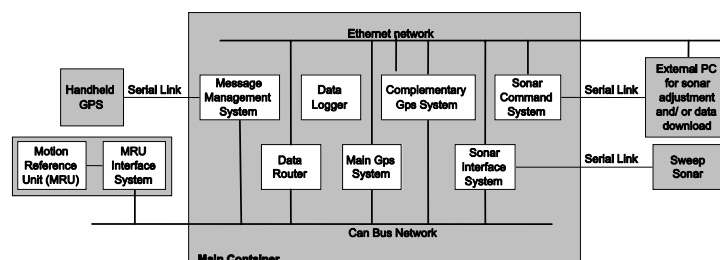 Ethernet network
Handheld
GPS
Serial Link
Message
Management
System
Data
Logger
Complementary
Gps System
Sonar
Command
System
Serial Link
External PC
for sonar
adjustment
and/ or data
download
Motion
Reference
Unit (MRU)
MRU
Interface
System
Data
Router
Main Gps
System
Sonar
Interface
System
Serial Link
Sweep
Sonar
Can Bus Network
Main Container